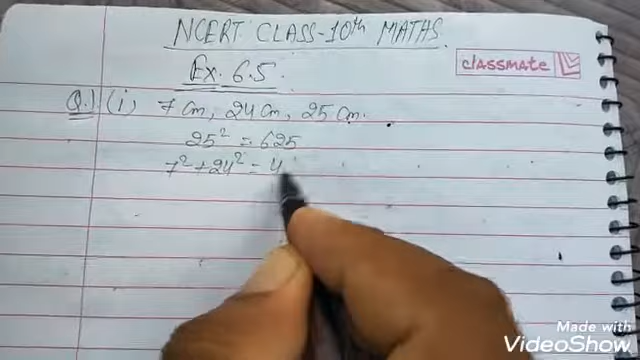 NCERT CLASS-10th MATHS
Ex. 6.5.
classmate
Q.1 (i) 7 cm, 24 cm, 25 cm.
25² = 625
7² + 24² = 4
Made with
VideoShow